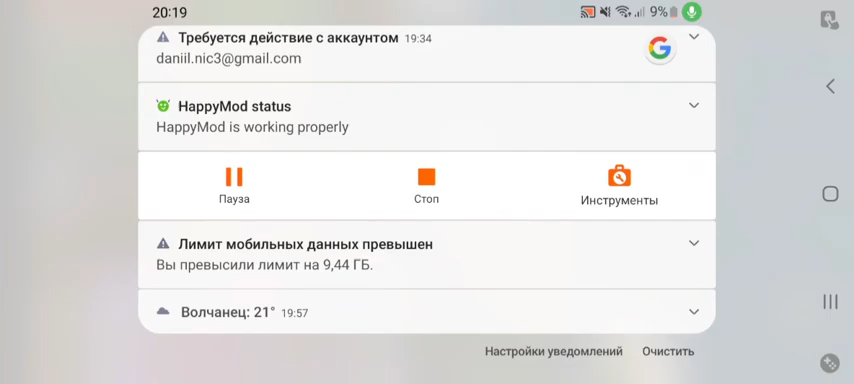 20:19
9%
Требуется действие с аккаунтом 19:34
daniil.nic3@gmail.com
HappyMod status
HappyMod is working properly
Пауза
Стоп
Инструменты
Лимит мобильных данных превышен
Вы превысили лимит на 9,44 ГБ.
Волчанец: 21° 19:57
Настройки уведомлений
Очистить